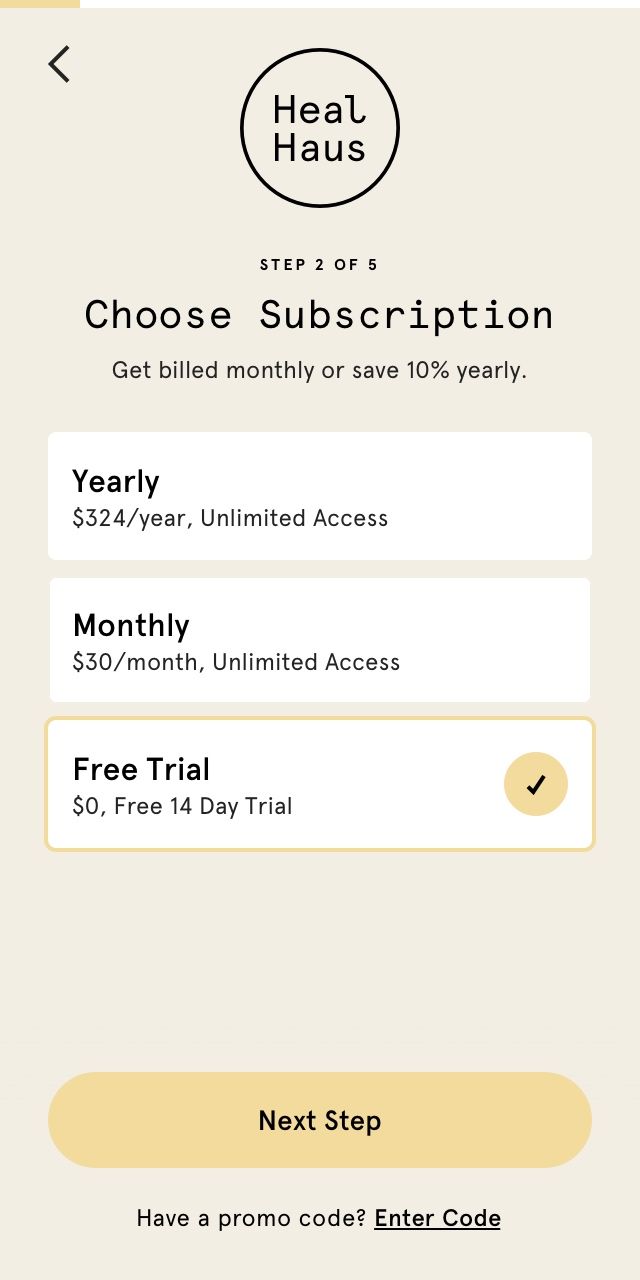 Heal
Haus
STEP 2 OF 5
Choose Subscription
Get billed monthly or save 10% yearly.
Yearly
$324/year, Unlimited Access
Monthly
$30/month, Unlimited Access
Free Trial
$0, Free 14 Day Trial
Next Step
Have a promo code? Enter Code